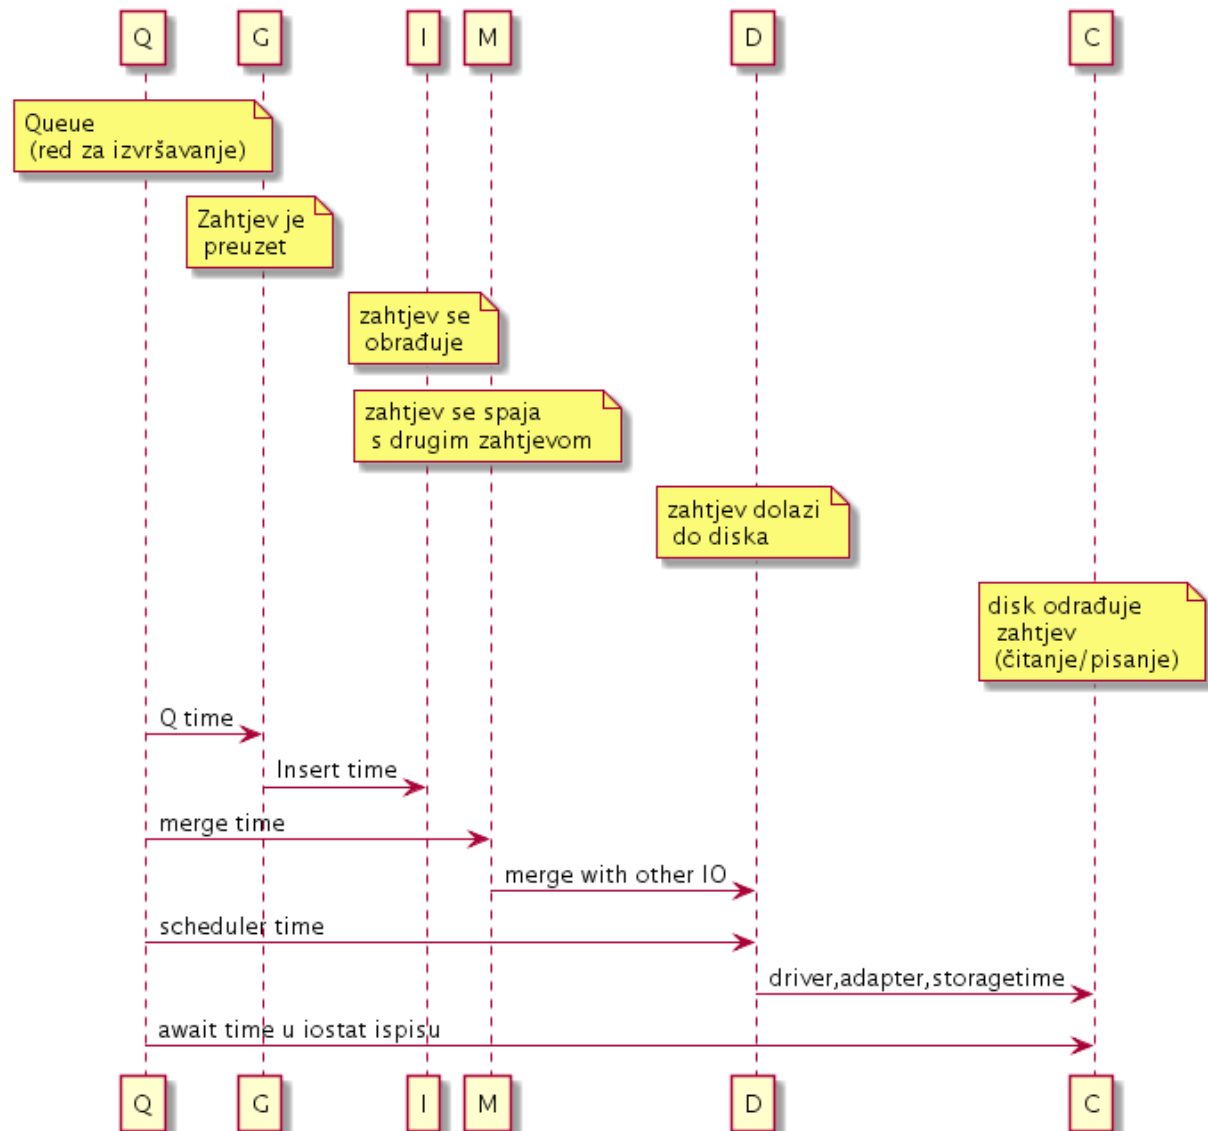 Q
G
I
M
D
C
Queue
(red za izvršavanje)
Zahtjev je
preuzet
zahtjev se
obrađuje
zahtjev se spaja
s drugim zahtjevom
zahtjev dolazi
do diska
disk odrađuje
zahtjev
(čitanje/pisanje)
Q time
Insert time
merge time
merge with other IO
scheduler time
driver,adapter,storagetime
await time u iostat ispisu
Q
G
I
M
D
C